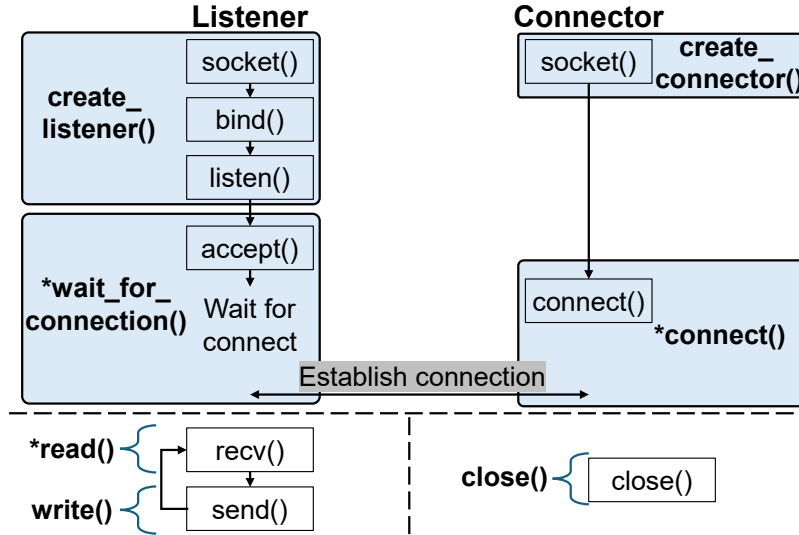 Listener
create_
listener()
socket()
bind()
listen()
*wait_for_
connection()
accept()
Wait for
connect
Connector
socket()
create_
connector()
connect()
*connect()
Establish connection
*read()
recv()
write()
send()
close()
close()